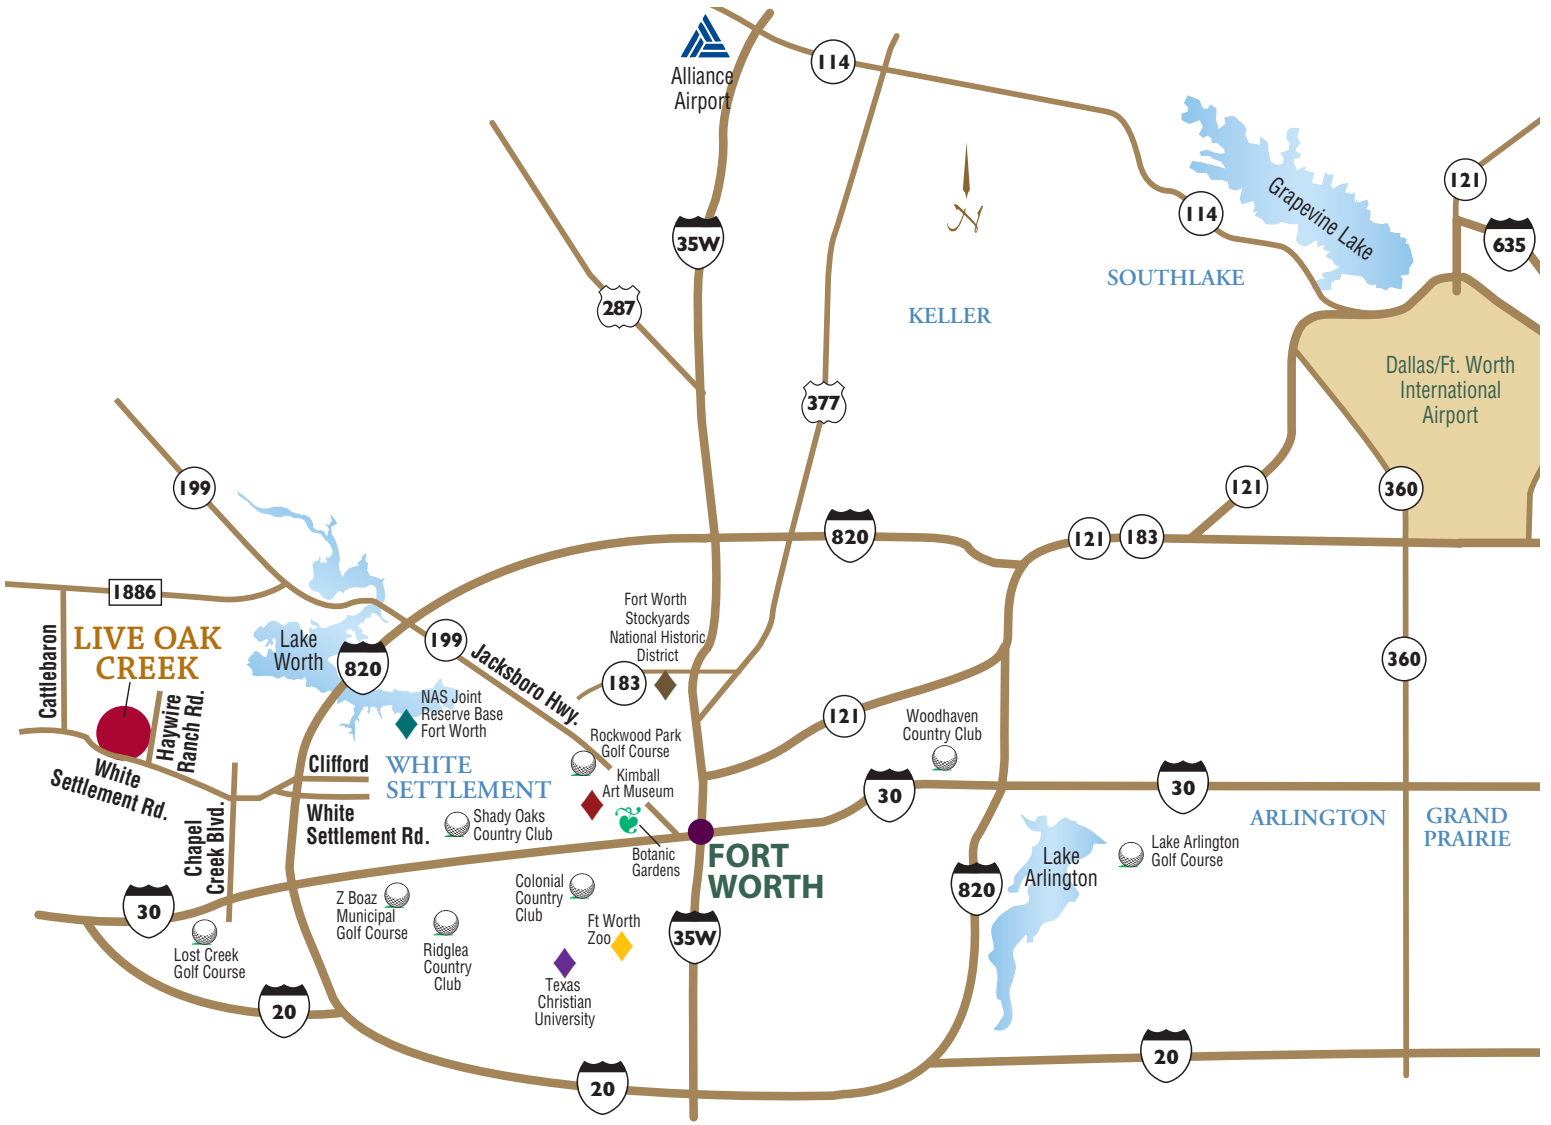 114
Alliance
Airport
121
114
Grapevine Lake
35W
635
SOUTHLAKE
287
KELLER
N
Dallas/Ft. Worth
International
Airport
377
199
121
360
820
121
183
1886
Fort Worth
Stockyards
National Historic
District
Cattlebaron
LIVE OAK
CREEK
Lake
Worth
820
199
Jacksboro Hwy.
183
360
Haywire
Ranch Rd.
NAS Joint
Reserve Base
Fort Worth
121
Woodhaven
Country Club
Rockwood Park
Golf Course
White
Settlement Rd.
Clifford
WHITE
SETTLEMENT
Kimball
Art Museum
30
30
White
Settlement Rd.
Shady Oaks
Country Club
ARLINGTON
GRAND
PRAIRIE
Chapel
Creek Blvd.
Botanic
Gardens
FORT
WORTH
Lake
Arlington
Lake Arlington
Golf Course
30
Z Boaz
Municipal
Golf Course
Colonial
Country
Club
820
Ridglea
Country
Club
Ft Worth
Zoo
35W
Lost Creek
Golf Course
Texas
Christian
University
20
20
20